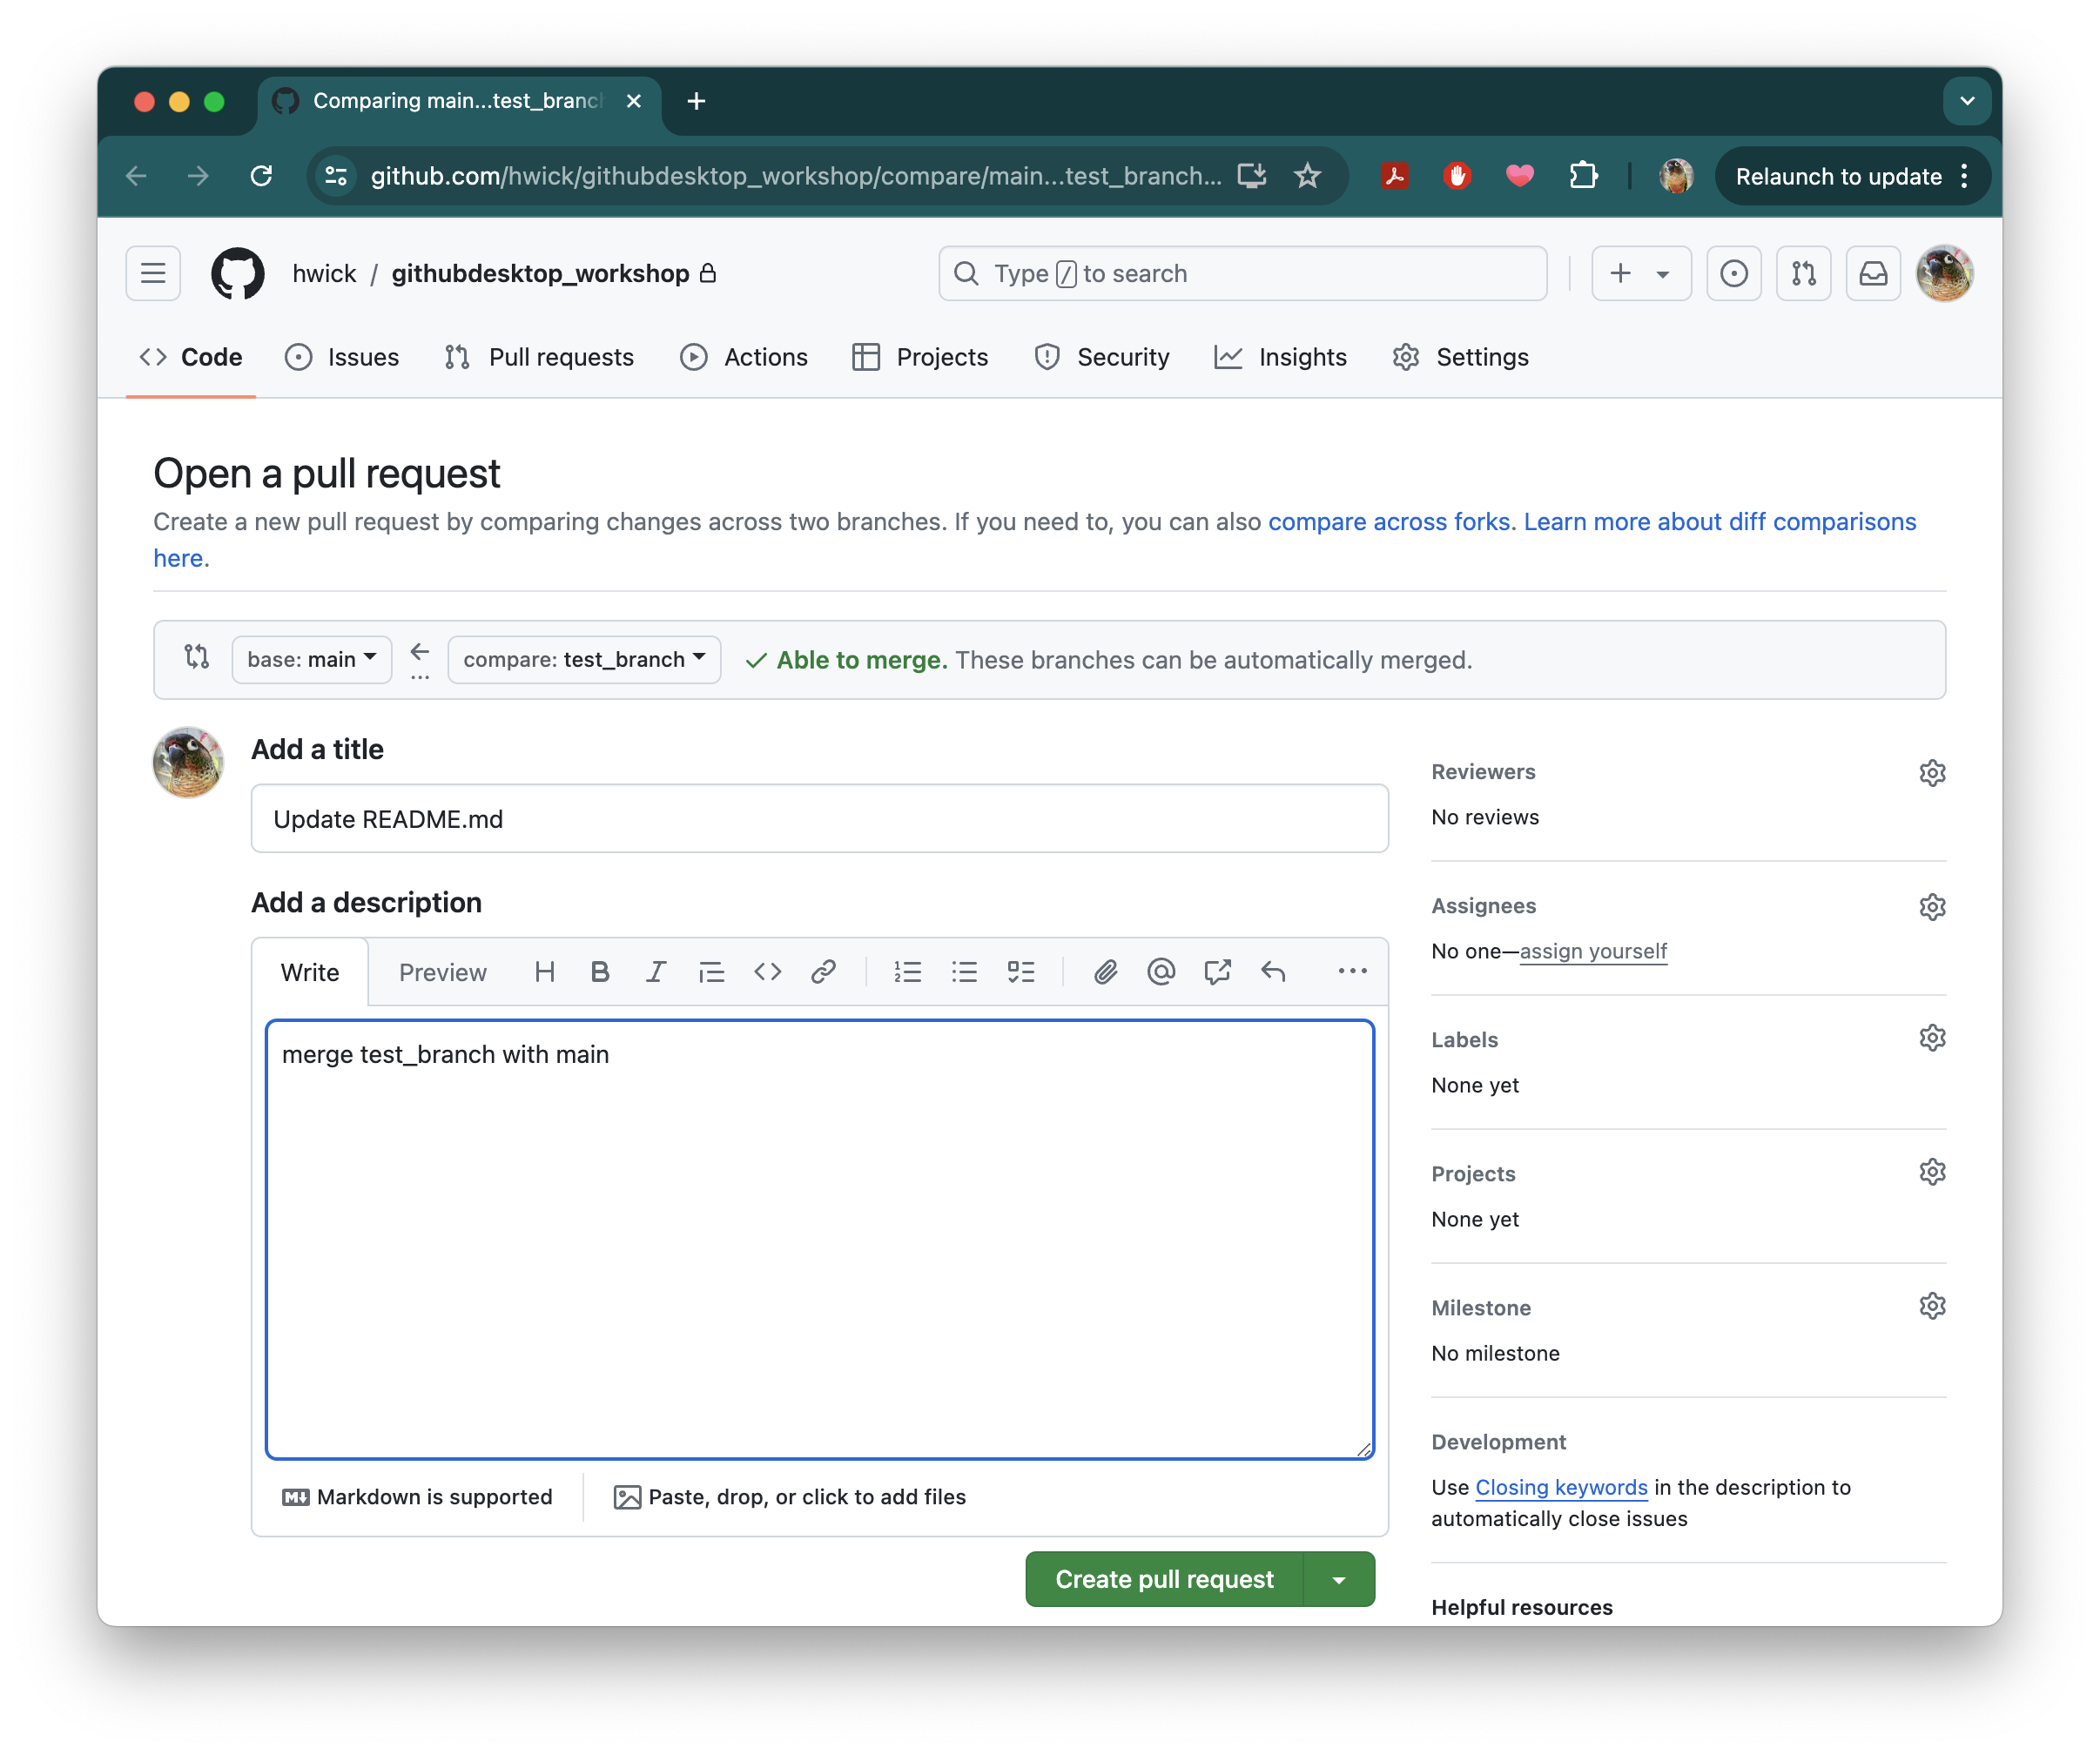 Comparing main...test_branc
github.com/hwick/githubdesktop_workshop/compare/main...test_branch...
Relaunch to update
hwick / githubdesktop_workshop
Type / to search
Code
Issues
Pull requests
Actions
Projects
Security
Insights
Settings
Open a pull request
Create a new pull request by comparing changes across two branches. If you need to, you can also compare across forks. Learn more about diff comparisons
here.
base: main
compare: test_branch
Able to merge. These branches can be automatically merged.
Add a title
Update README.md
Add a description
Write
Preview
merge test_branch with main
Markdown is supported
Paste, drop, or click to add files
Create pull request
Reviewers
No reviews
Assignees
No one—assign yourself
Labels
None yet
Projects
None yet
Milestone
No milestone
Development
Use Closing keywords in the description to
automatically close issues
Helpful resources